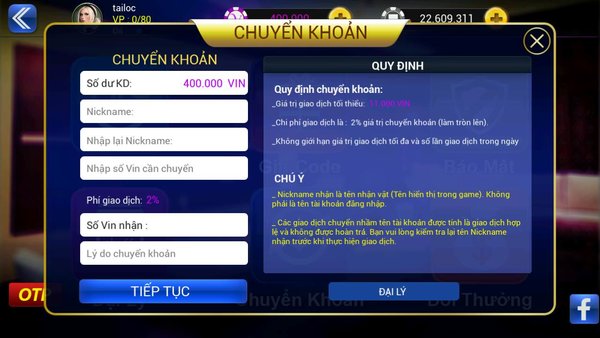 tailoc
VP : 0/80
400.000
22 609,311
CHUYỂN KHOẢN
CHUYỂN KHOẢN
Số dư KD: 400.000 VIN
Nickname:
Nhập lại Nickname:
Nhập số Vin cần chuyển
Phí giao dịch: 2%
Số Vin nhận :
Lý do chuyển khoản
TIẾP TỤC
QUY ĐỊNH
Quy định chuyển khoản:
_Giá trị giao dịch tối thiểu: 11.000 VIN
_Chi phí giao dịch là : 2% giá trị chuyển khoản (làm tròn lên).
_Không giới hạn giá trị giao dịch tối đa và số lần giao dịch trong ngày
CHÚ Ý
_ Nickname nhận là tên nhân vật (Tên hiển thị trong game). Không
phải là tên tài khoản đăng nhập.
_ Các giao dịch chuyển nhầm tên tài khoản được tính là giao dịch hợp
lệ và không được hoàn trả. Bạn vui lòng kiểm tra lại tên Nickname
nhận trước khi thực hiện giao dịch.
ĐẠI LÝ
Gift Code
Bảo Mật
OTP
Đại Lý
Chuyển Khoản
Đổi Thưởng